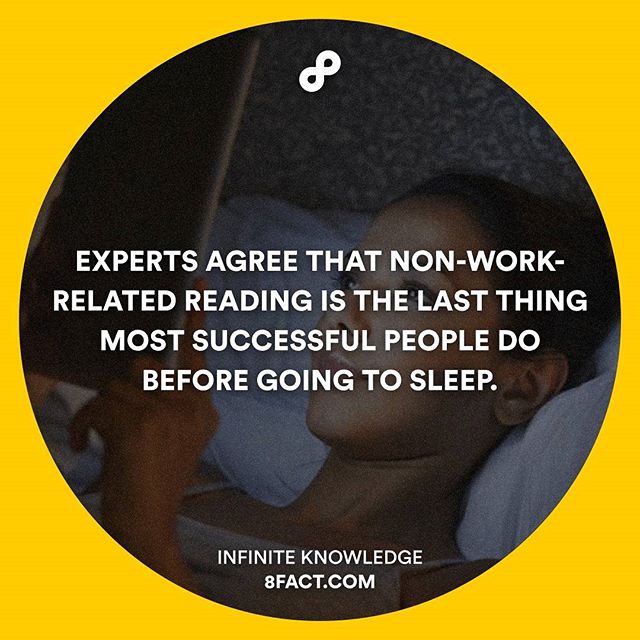 EXPERTS AGREE THAT NON-WORK-
RELATED READING IS THE LAST THING
MOST SUCCESSFUL PEOPLE DO
BEFORE GOING TO SLEEP.
INFINITE KNOWLEDGE
8FACT.COM